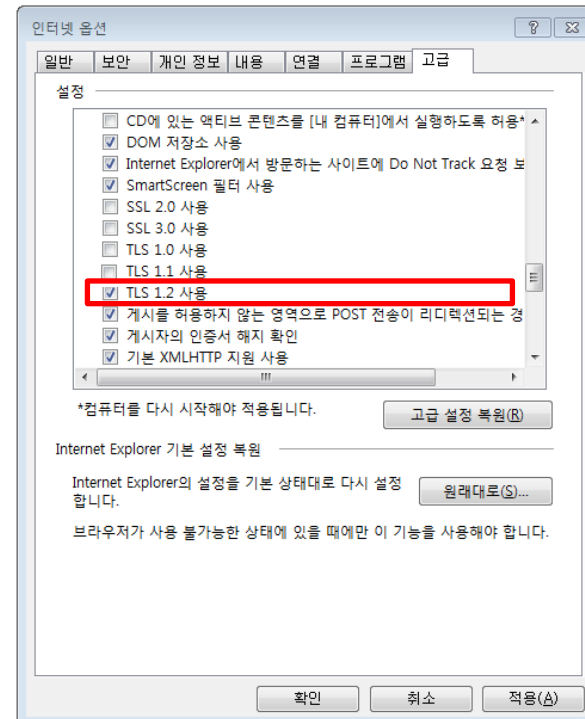 인터넷 옵션
일반 보안 개인 정보 내용 연결 프로그램 고급
설정
CD에 있는 액티브 콘텐츠를 [내 컴퓨터]에서 실행하도록 허용*
DOM 저장소 사용
Internet Explorer에서 방문하는 사이트에 Do Not Track 요청 보
SmartScreen 필터 사용
SSL 2.0 사용
SSL 3.0 사용
TLS 1.0 사용
TLS 1.1 사용
TLS 1.2 사용
게시를 허용하지 않는 영역으로 POST 전송이 리디렉션되는 경
게시자의 인증서 해지 확인
기본 XMLHTTP 지원 사용
*컴퓨터를 다시 시작해야 적용됩니다.
고급 설정 복원(R)
Internet Explorer 기본 설정 복원
Internet Explorer의 설정을 기본 상태대로 다시 설정
합니다.
원래대로(S)...
브라우저가 사용 불가능한 상태에 있을 때에만 이 기능을 사용해야 합니다.
확인 취소 적용(A)